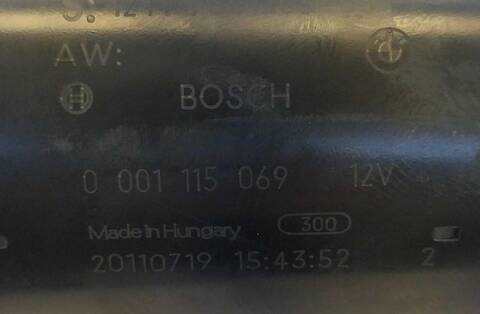 AW:
BOSCH
0 001 115 069 12V
Made in Hungary 300
20110719 15:43:52 2